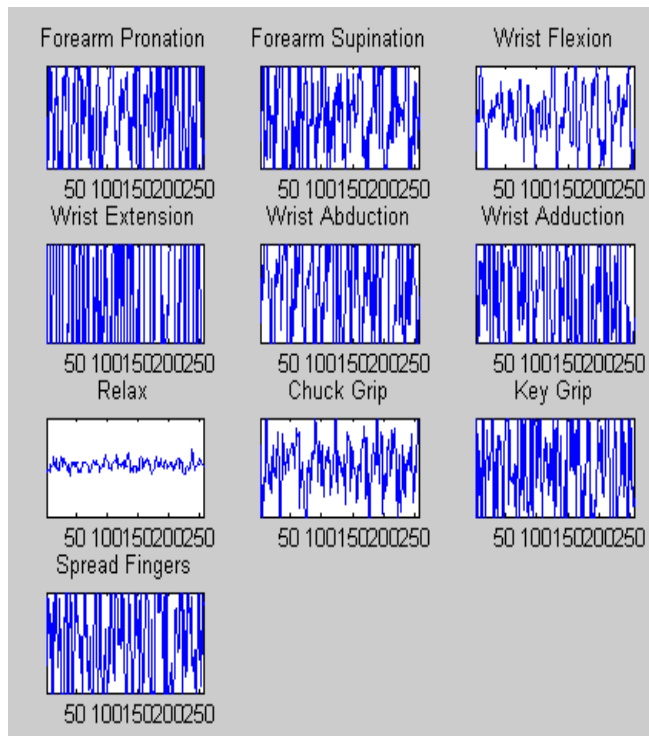 Forearm Pronation Forearm Supination Wrist Flexion
50 100150200250 50 100150200250 50 100150200250
Wrist Extension Wrist Abduction Wrist Adduction
50 100150200250 50 100150200250 50 100150200250
Relax Chuck Grip Key Grip
50 100150200250 50 100150200250 50 100150200250
Spread Fingers
50 100150200250